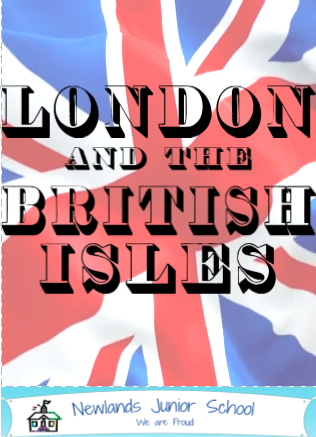 LONDON
AND THE
BRITISH
ISLES
Newlands Junior School
We are Proud